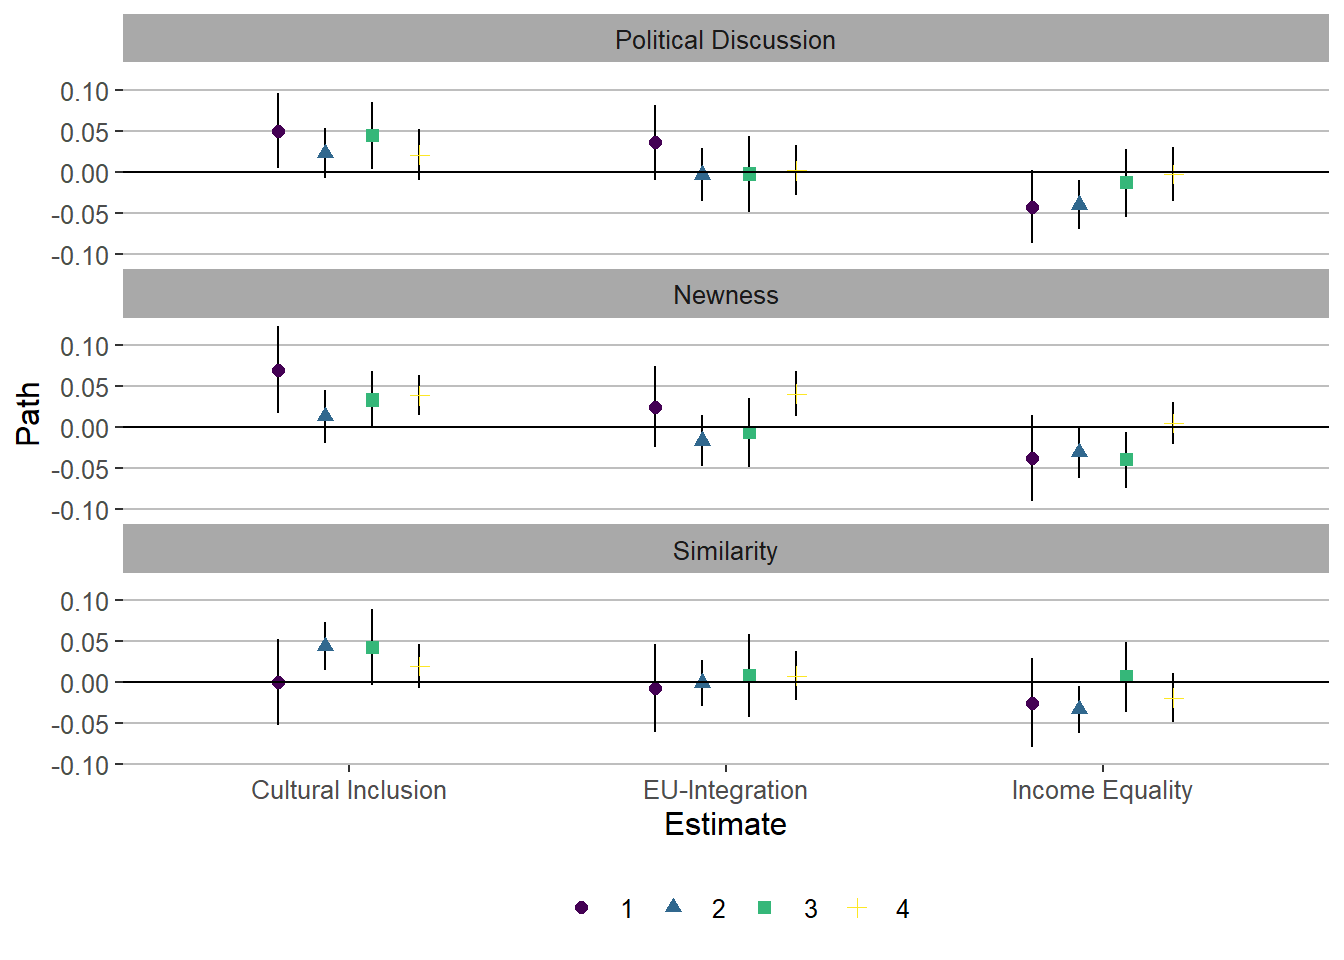 Political Discussion
0.10
0.05
0.00
-0.05
-0.10
Newness
0.10
0.05
0.00
-0.05
-0.10
Path
Similarity
0.10
0.05
0.00
-0.05
-0.10
Cultural Inclusion EU-Integration Income Equality
Estimate
1 2 3 4